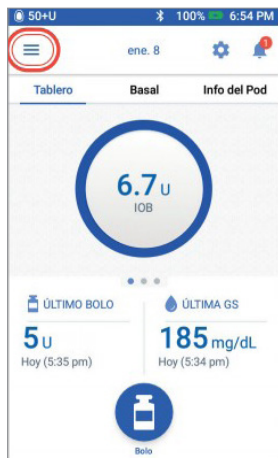 50+U 100% 6:54 PM
ene. 8
1
Tablero Basal Info del Pod
6.7 U
IOB
ÚLTIMO BOLO ÚLTIMA GS
5 U 185 mg/dL
Hoy (5:35 pm) Hoy (5:34 pm)
Bolo